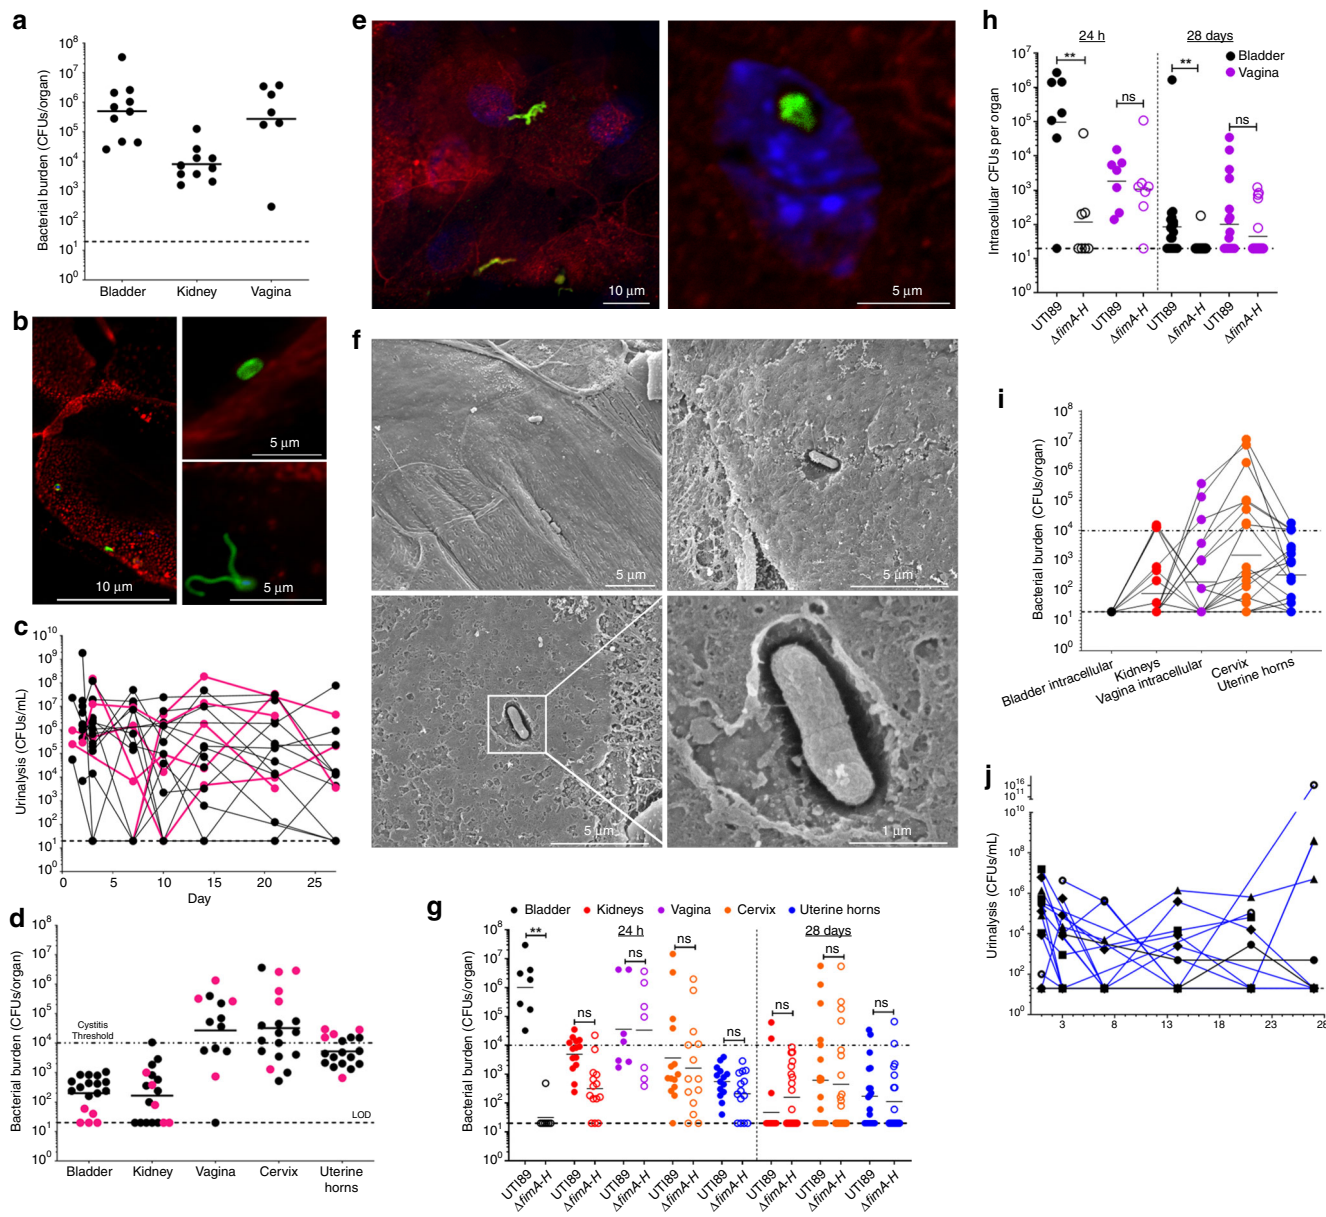 a
Bacterial burden (CFUs/organ)
10⁸
10⁷
10⁶
10⁵
10⁴
10³
10²
10¹
10⁰
Bladder Kidney Vagina
b
10 μm
5 μm
5 μm
c
Urinalysis (CFUs/mL)
10¹⁰
10⁹
10⁸
10⁷
10⁶
10⁵
10⁴
10³
10²
10¹
10⁰
0 5 10 15 20 25
Day
d
Bacterial burden (CFUs/organ)
10⁸
10⁷
10⁶
10⁵
10⁴
10³
10²
10¹
10⁰
Cystitis
Threshold
LOD
Bladder Kidney Vagina Cervix Uterine
horns
e
10 μm
5 μm
f
5 μm
5 μm
5 μm
1 μm
g
Bladder Kidneys Vagina Cervix Uterine horns
24 h 28 days
Bacterial burden (CFUs/organ)
10⁸
10⁷
10⁶
10⁵
10⁴
10³
10²
10¹
10⁰
** ns ns ns ns ns ns ns
UTI89 ΔfimA-H UTI89 ΔfimA-H UTI89 ΔfimA-H UTI89 ΔfimA-H UTI89 ΔfimA-H UTI89 ΔfimA-H UTI89 ΔfimA-H UTI89 ΔfimA-H
h
24 h 28 days
Bladder
Vagina
Intracellular CFUs per organ
10⁷
10⁶
10⁵
10⁴
10³
10²
10¹
10⁰
** ns ** ns
UTI89 ΔfimA-H UTI89 ΔfimA-H UTI89 ΔfimA-H UTI89 ΔfimA-H
i
Bacterial burden (CFUs/organ)
10⁸
10⁷
10⁶
10⁵
10⁴
10³
10²
10¹
10⁰
Bladder intracellular Kidneys Vagina intracellular Cervix Uterine horns
j
Urinalysis (CFUs/mL)
10¹⁶
10¹¹
10¹⁰
10⁸
10⁶
10⁴
10²
10⁰
3 8 13 18 23 28